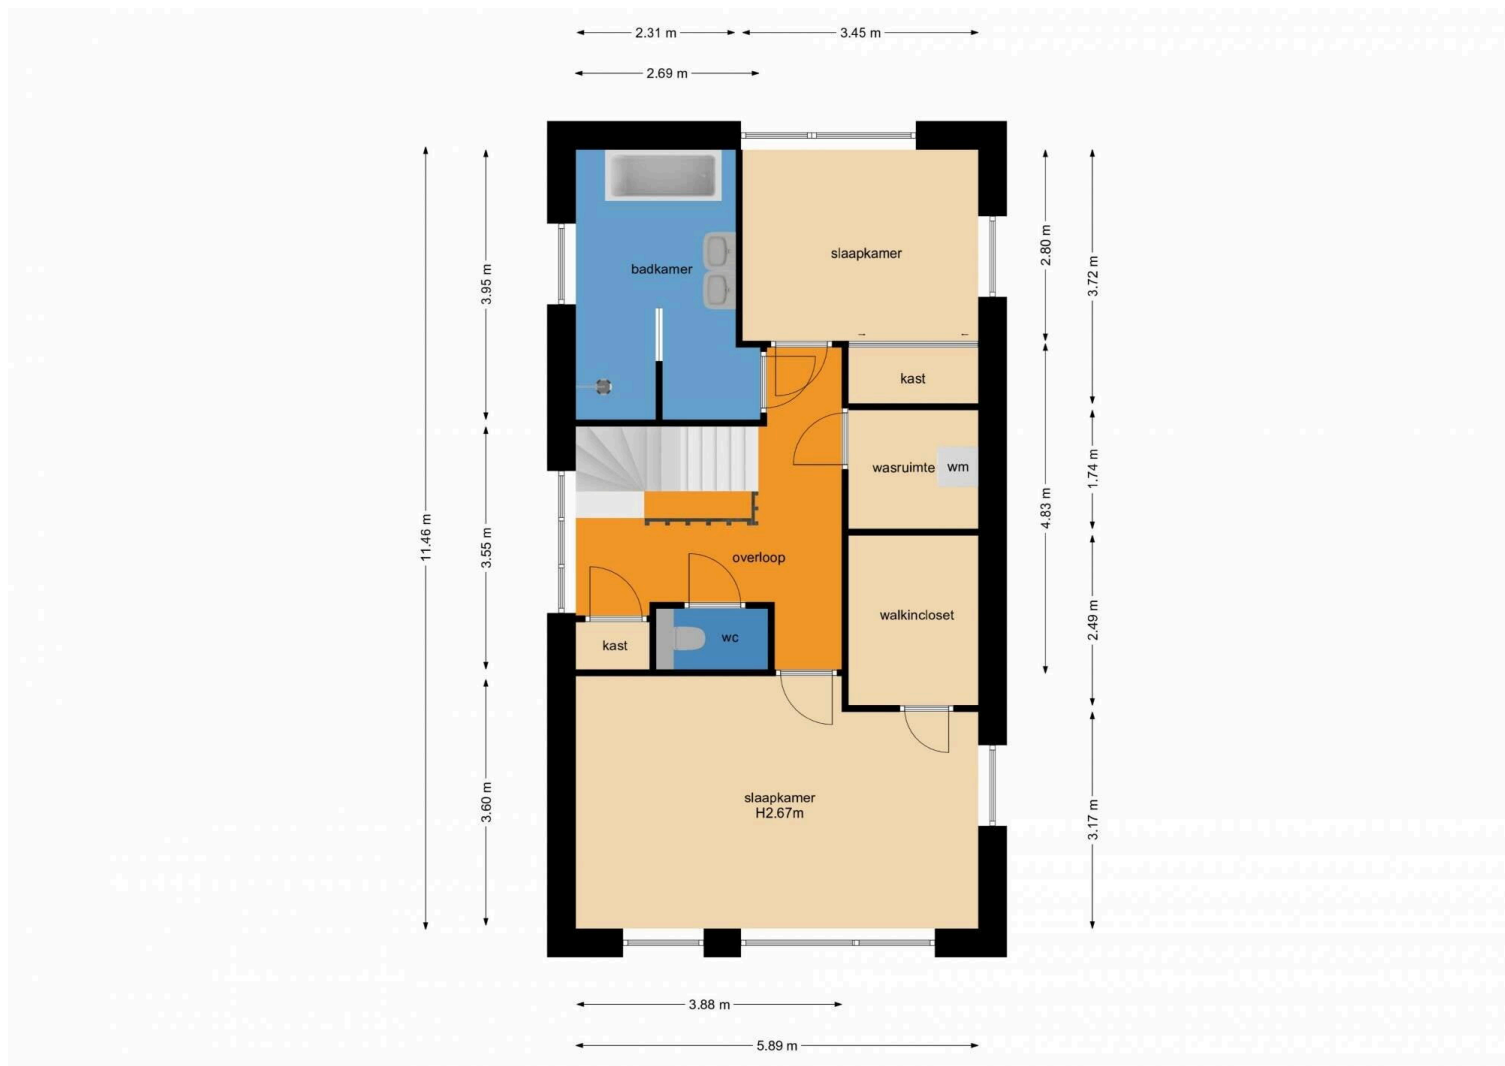 2.31 m
3.45 m
2.69 m
slaapkamer
badkamer
2.80 m
3.72 m
3.95 m
kast
wasruimte
wm
1.74 m
4.83 m
11.46 m
3.55 m
overloop
walkincloset
2.49 m
kast
wc
slaapkamer
H2.67m
3.60 m
3.17 m
3.88 m
5.89 m